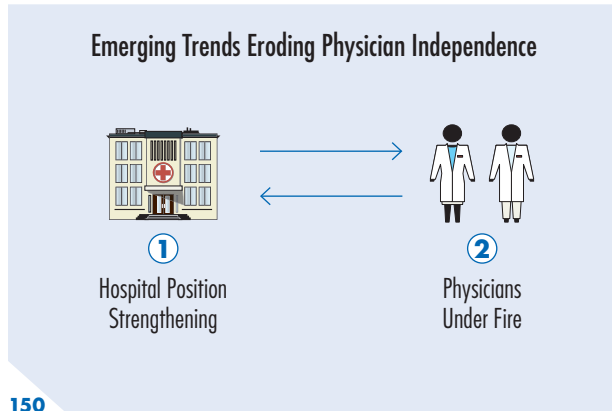 Emerging Trends Eroding Physician Independence
1
2
Hospital Position
Strengthening
Physicians
Under Fire
150